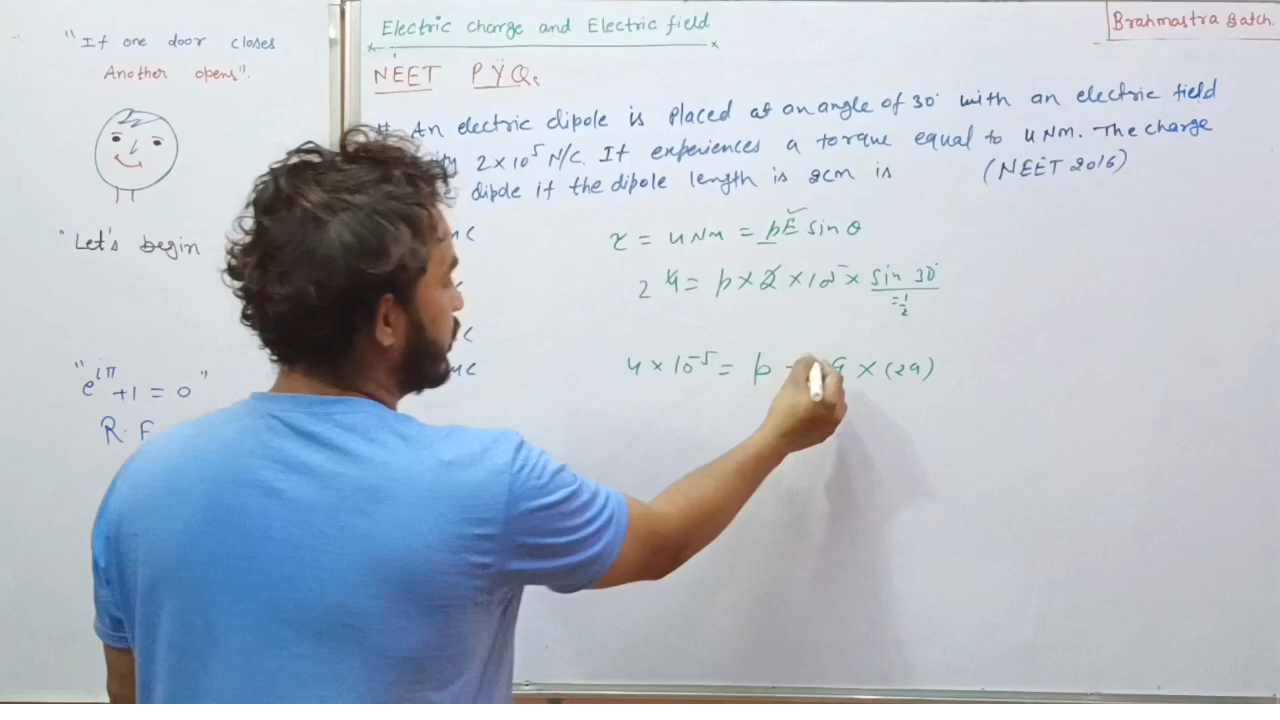 "If one door closes
Another opens".
"Let's begin
"e^iπ +1 = 0"
R.
Electric charge and Electric field
Brahmastra Batch
NEET PYQs
# An electric dipole is placed at an angle of 30° with an electric field
2×10^5 N/C. It experiences a torque equal to 4 Nm. The charge
dipole if the dipole length is 2cm is (NEET 2016)
C
C
τ = 4 Nm = pE sin θ
2 4 = p × 2 × 10^5 × sin 30°
= 1/2
4 × 10^-5 = p × (2a)